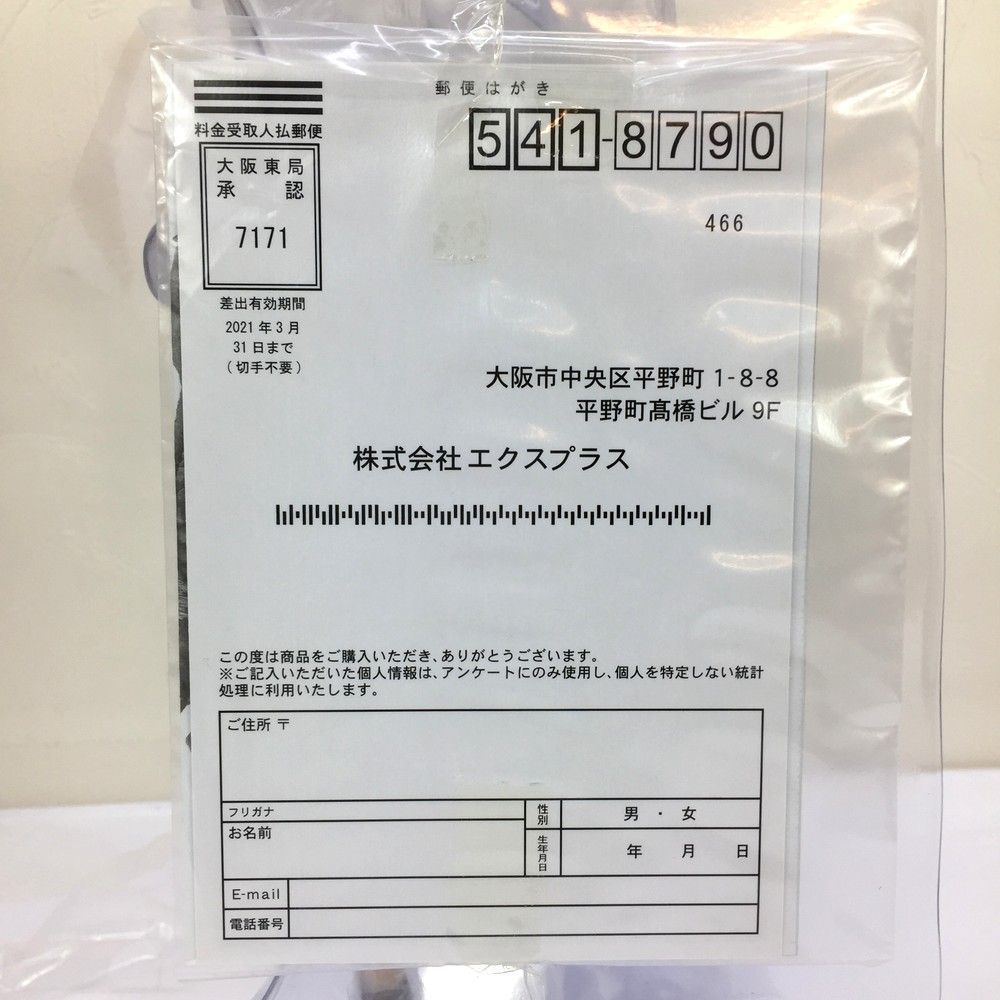 郵便はがき
料金受取人払郵便
541-8790
大阪東局
承認
7171
466
差出有効期間
2021年3月
31日まで
(切手不要)
大阪市中央区平野町 1-8-8
平野町髙橋ビル 9F
株式会社エクスプラス
この度は商品をご購入いただき、ありがとうございます。
※ご記入いただいた個人情報は、アンケートにのみ使用し、個人を特定しない統計
処理に利用いたします。
ご住所 〒
フリガナ
性別
男 ・ 女
お名前
生年月日
年 月 日
E-mail
電話番号